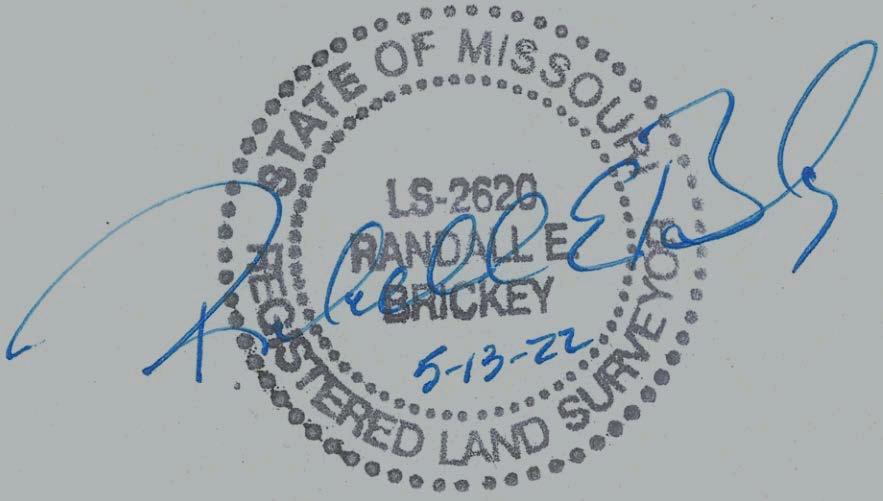 STATE OF MISSOURI
LS-2620
RANDALL E.
BRICKEY
5-13-22
REGISTERED LAND SURVEYOR